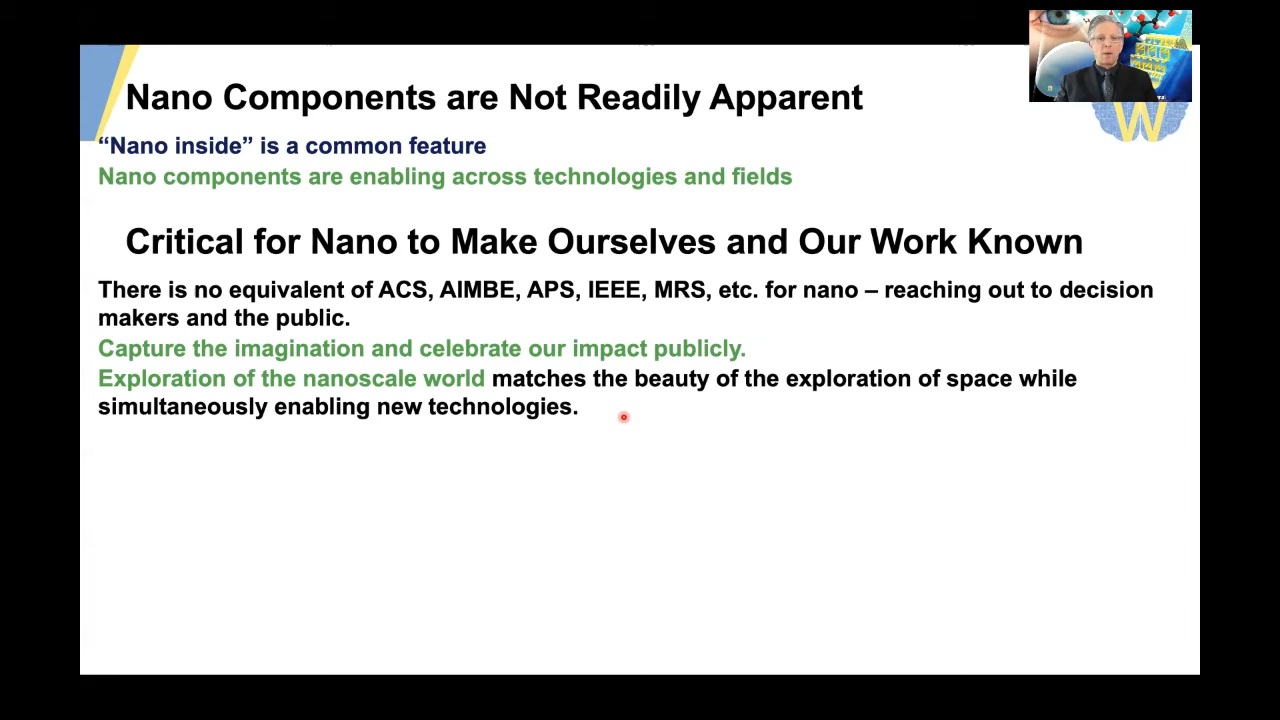 Nano Components are Not Readily Apparent
“Nano inside” is a common feature
Nano components are enabling across technologies and fields
Critical for Nano to Make Ourselves and Our Work Known
There is no equivalent of ACS, AIMBE, APS, IEEE, MRS, etc. for nano – reaching out to decision
makers and the public.
Capture the imagination and celebrate our impact publicly.
Exploration of the nanoscale world matches the beauty of the exploration of space while
simultaneously enabling new technologies.
W